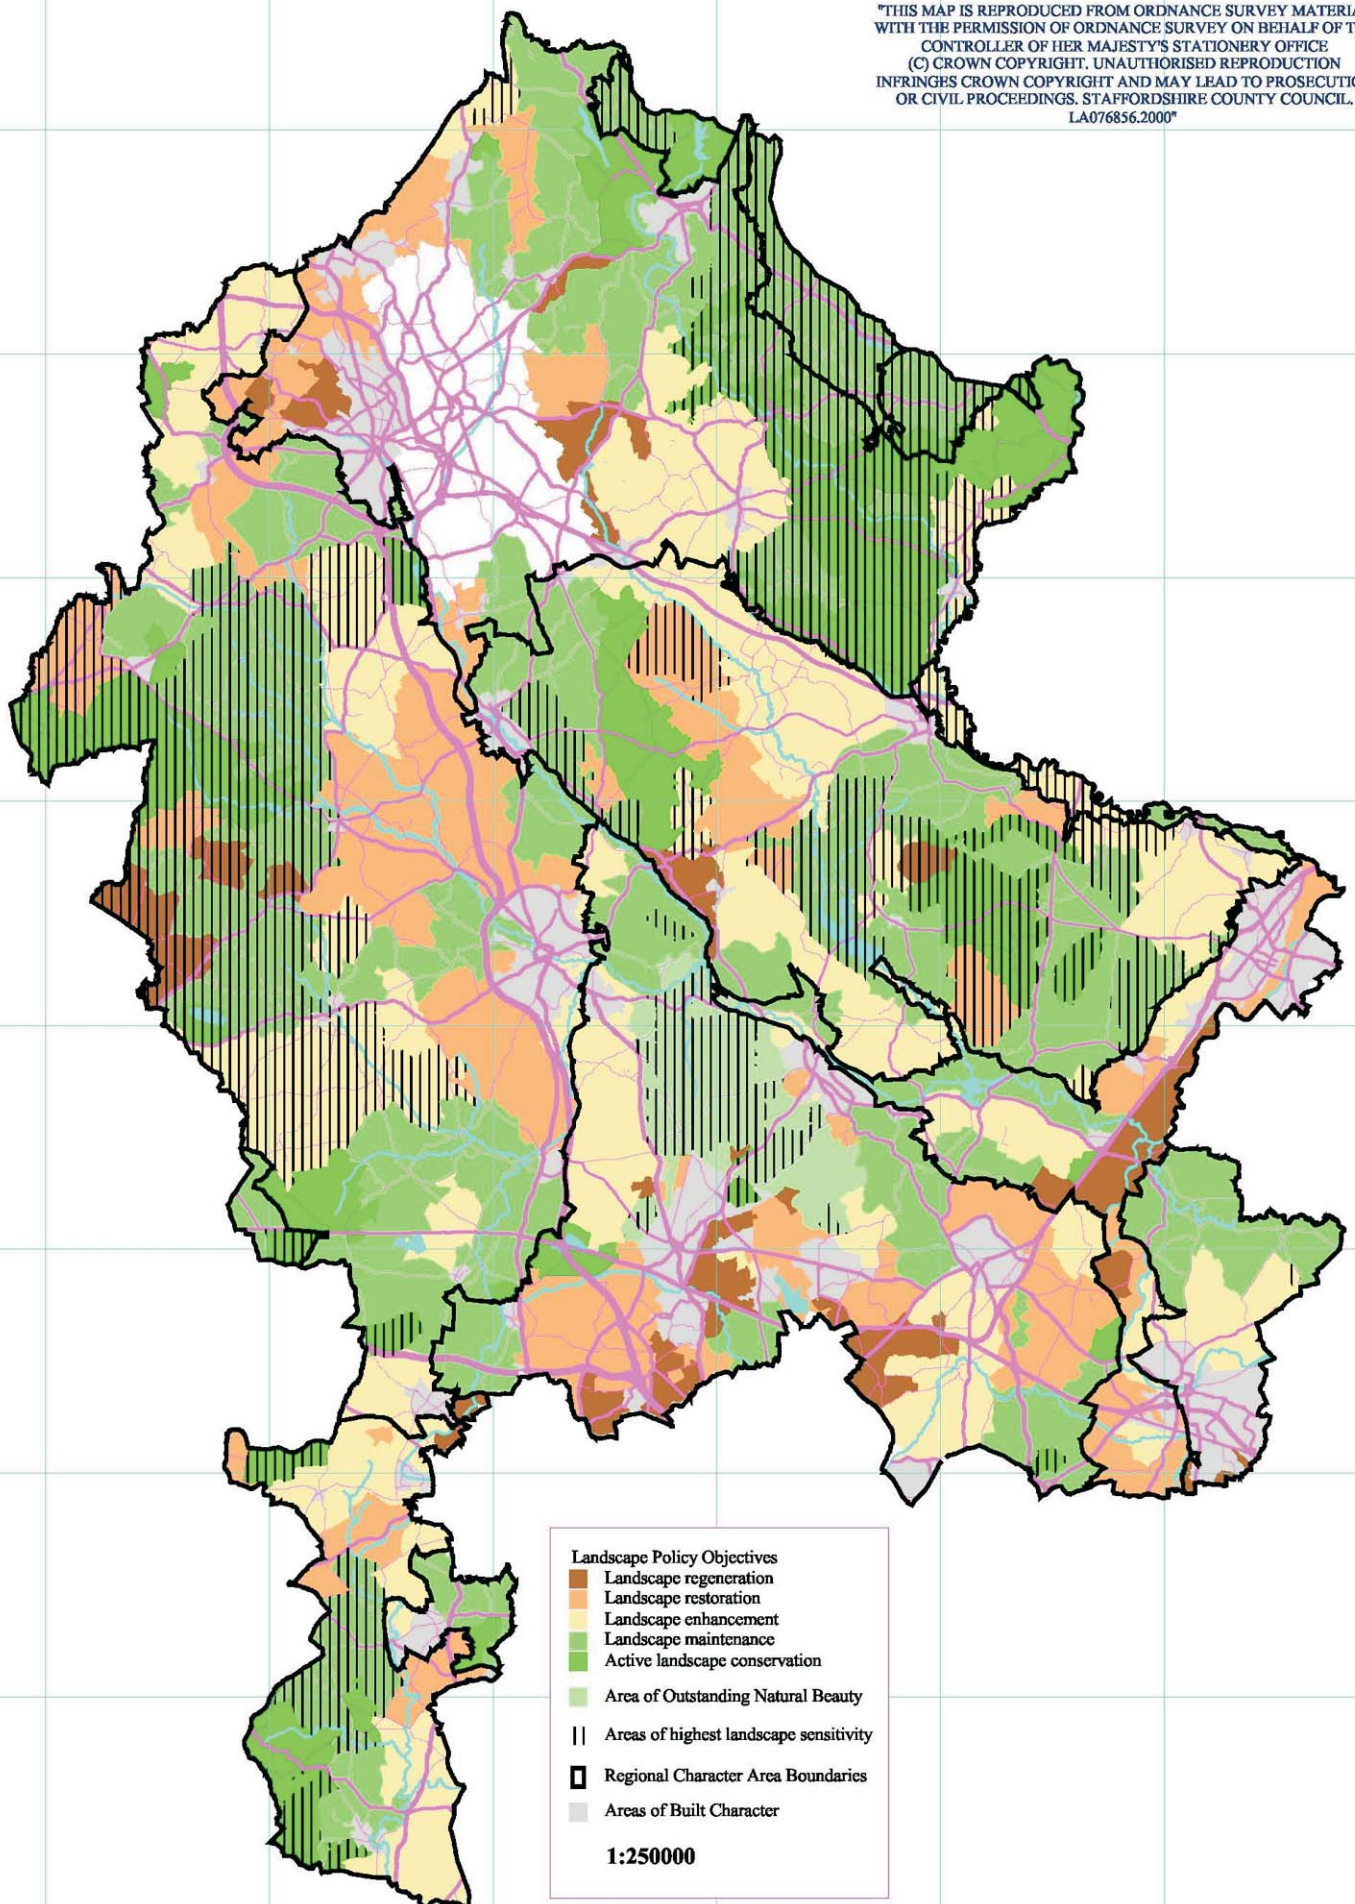 "THIS MAP IS REPRODUCED FROM ORDNANCE SURVEY MATERIA
WITH THE PERMISSION OF ORDNANCE SURVEY ON BEHALF OF T
CONTROLLER OF HER MAJESTY'S STATIONERY OFFICE
(C) CROWN COPYRIGHT. UNAUTHORISED REPRODUCTION
INFRINGES CROWN COPYRIGHT AND MAY LEAD TO PROSECUTIO
OR CIVIL PROCEEDINGS. STAFFORDSHIRE COUNTY COUNCIL.
LA076856.2000"
Landscape Policy Objectives
Landscape regeneration
Landscape restoration
Landscape enhancement
Landscape maintenance
Active landscape conservation
Area of Outstanding Natural Beauty
Areas of highest landscape sensitivity
Regional Character Area Boundaries
Areas of Built Character
1:250000